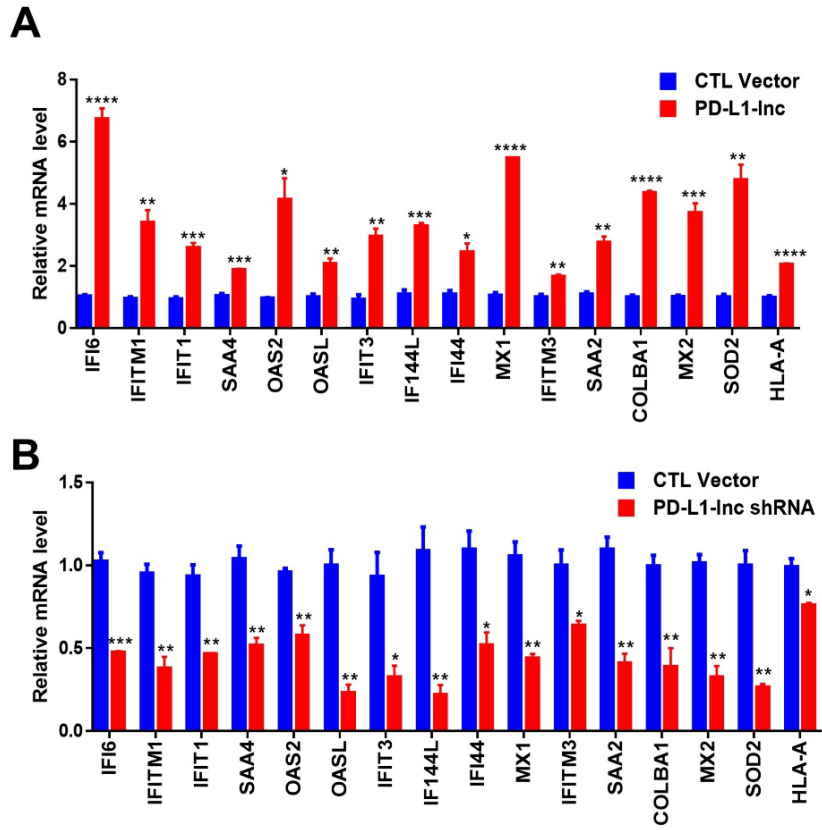 A
8
6
4
2
0
Relative mRNA level
CTL Vector
PD-L1-lnc
**** ** *** *** * ** ** *** * **** ** ** **** *** ** ****
IFI6 IFITM1 IFIT1 SAA4 OAS2 OASL IFIT3 IF144L IFI44 MX1 IFITM3 SAA2 COLBA1 MX2 SOD2 HLA-A
B
1.5
1.0
0.5
0.0
Relative mRNA level
CTL Vector
PD-L1-lnc shRNA
*** ** ** ** ** ** * ** * ** * ** ** ** ** *
IFI6 IFITM1 IFIT1 SAA4 OAS2 OASL IFIT3 IF144L IFI44 MX1 IFITM3 SAA2 COLBA1 MX2 SOD2 HLA-A